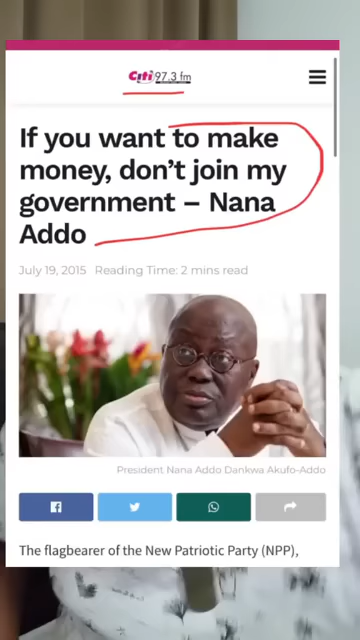 Citi 97.3 fm
If you want to make
money, don't join my
government – Nana
Addo
July 19, 2015 Reading Time: 2 mins read
President Nana Addo Dankwa Akufo-Addo
The flagbearer of the New Patriotic Party (NPP),